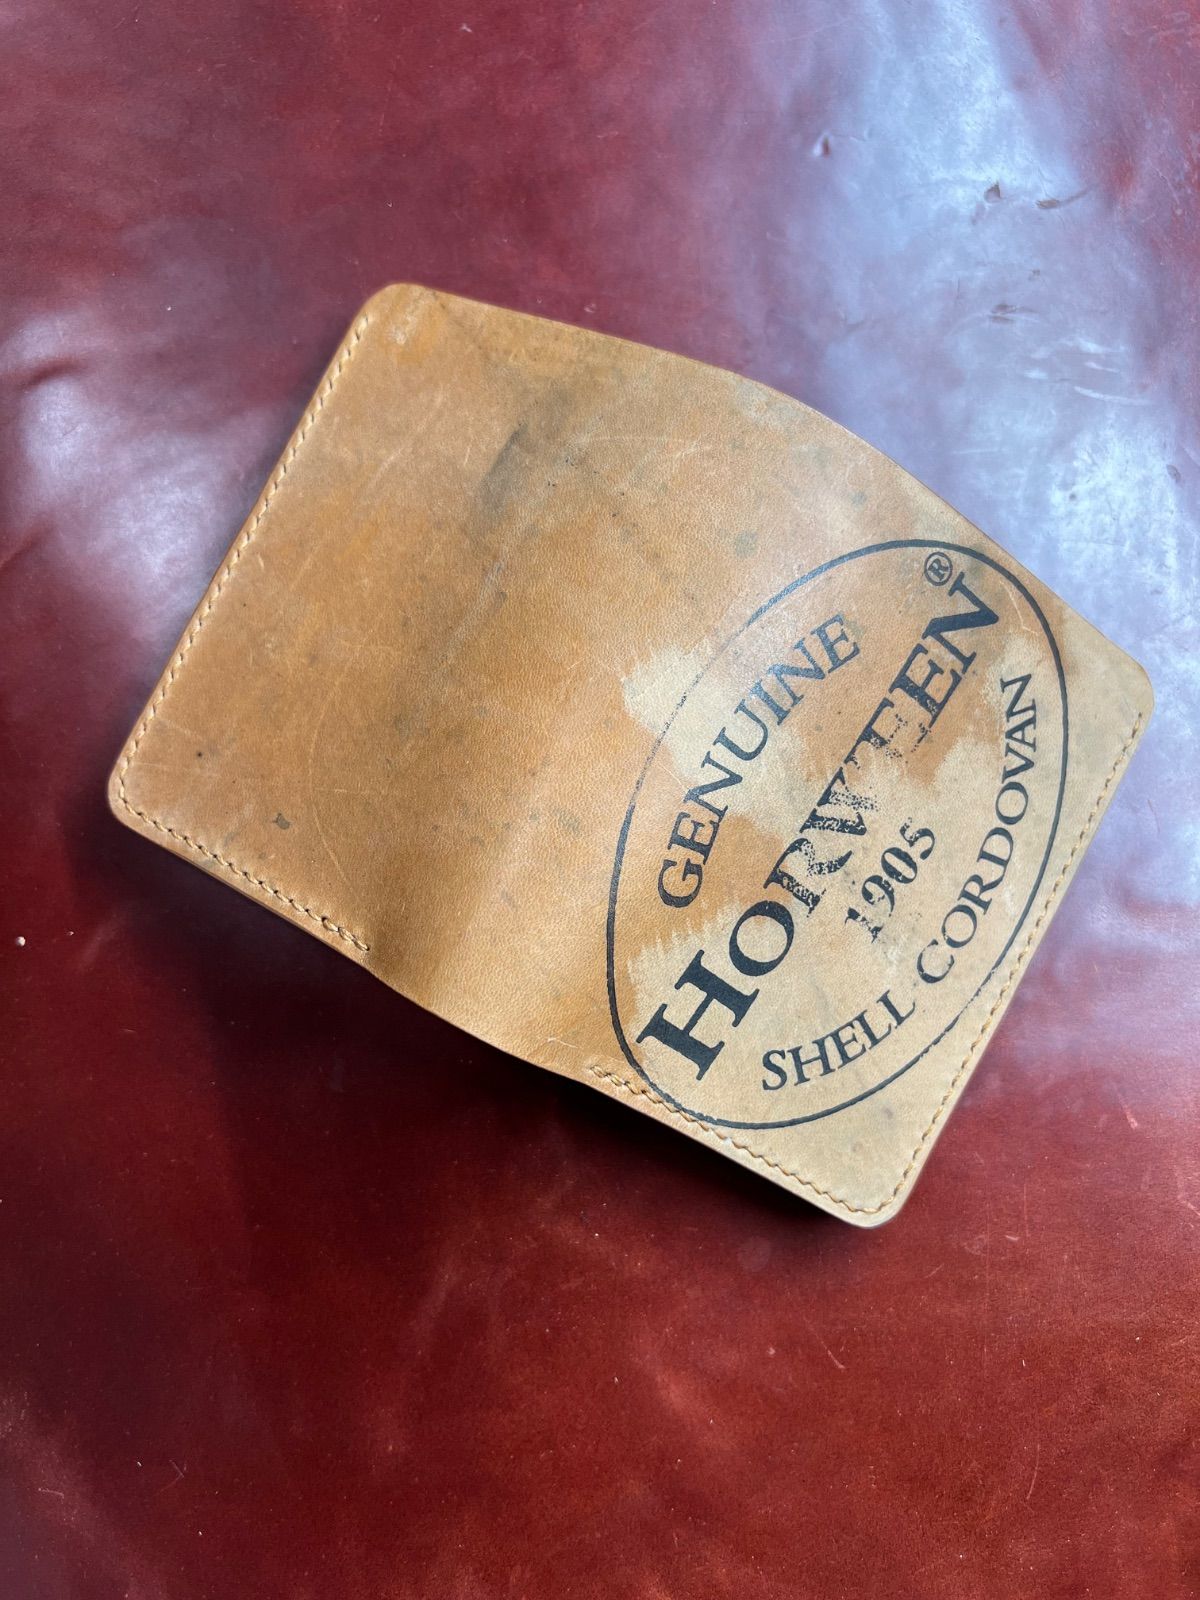 GENUINE
HORWEEN®
1905
SHELL CORDOVAN